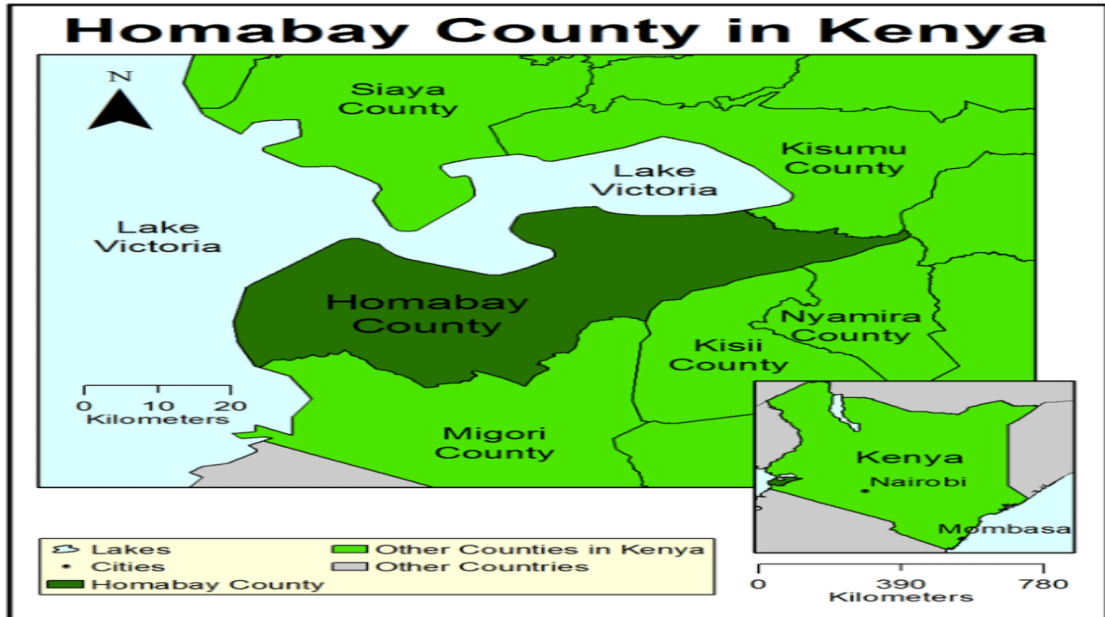 Homabay County in Kenya
N
Siaya
County
Kisumu
County
Lake
Victoria
Lake
Victoria
Homabay
County
Nyamira
County
Kisii
County
0 10 20
Kilometers
Migori
County
Kenya
Nairobi
Mombasa
Lakes
Cities
Homabay County
Other Counties in Kenya
Other Countries
0 390 780
Kilometers